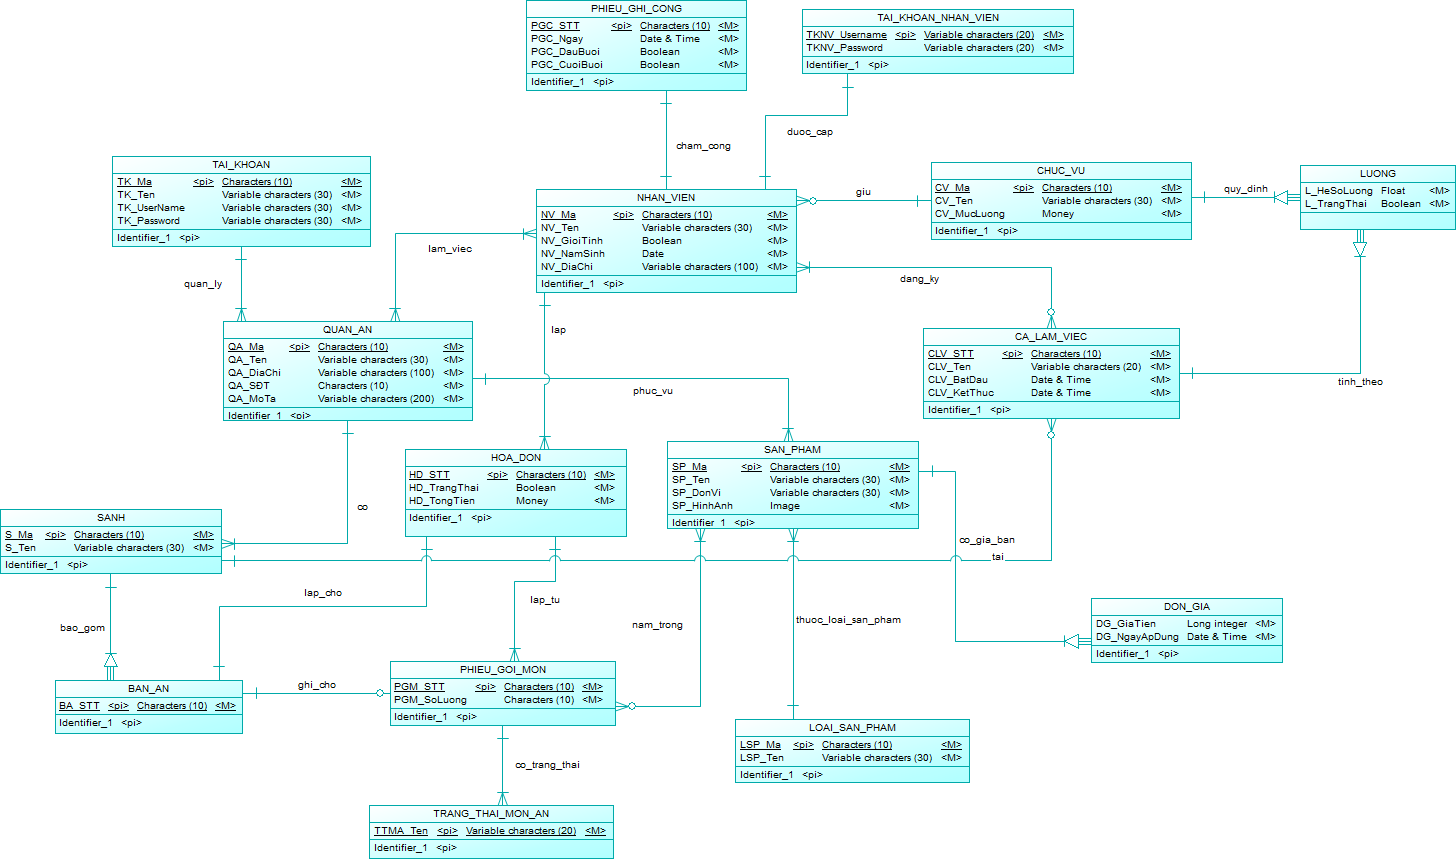 PHIEU_GHI_CONG
PGC_STT <pi> Characters (10) <M>
PGC_Ngay Date & Time <M>
PGC_DauBuoi Boolean <M>
PGC_CuoiBuoi Boolean <M>
Identifier_1 <pi>
TAI_KHOAN_NHAN_VIEN
TKNV_Username <pi> Variable characters (20) <M>
TKNV_Password Variable characters (20) <M>
Identifier_1 <pi>
cham_cong
duoc_cap
TAI_KHOAN
TK_Ma <pi> Characters (10) <M>
TK_Ten Variable characters (30) <M>
TK_UserName Variable characters (30) <M>
TK_Password Variable characters (30) <M>
Identifier_1 <pi>
NHAN_VIEN
NV_Ma <pi> Characters (10) <M>
NV_Ten Variable characters (30) <M>
NV_GioiTinh Boolean <M>
NV_NamSinh Date <M>
NV_DiaChi Variable characters (100) <M>
Identifier_1 <pi>
giu
CHUC_VU
CV_Ma <pi> Characters (10) <M>
CV_Ten Variable characters (30) <M>
CV_MucLuong Money <M>
Identifier_1 <pi>
quy_dinh
LUONG
L_HeSoLuong Float <M>
L_TrangThai Boolean <M>
lam_viec
quan_ly
dang_ky
lap
QUAN_AN
QA_Ma <pi> Characters (10) <M>
QA_Ten Variable characters (30) <M>
QA_DiaChi Variable characters (100) <M>
QA_SĐT Characters (10) <M>
QA_MoTa Variable characters (200) <M>
Identifier_1 <pi>
CA_LAM_VIEC
CLV_STT <pi> Characters (10) <M>
CLV_Ten Variable characters (20) <M>
CLV_BatDau Date & Time <M>
CLV_KetThuc Date & Time <M>
Identifier_1 <pi>
tinh_theo
phuc_vu
HOA_DON
HD_STT <pi> Characters (10) <M>
HD_TrangThai Boolean <M>
HD_TongTien Money <M>
Identifier_1 <pi>
SAN_PHAM
SP_Ma <pi> Characters (10) <M>
SP_Ten Variable characters (30) <M>
SP_DonVi Variable characters (30) <M>
SP_HinhAnh Image <M>
Identifier_1 <pi>
co
SANH
S_Ma <pi> Characters (10) <M>
S_Ten Variable characters (30) <M>
Identifier_1 <pi>
co_gia_ban
tai
lap_cho
lap_tu
bao_gom
nam_trong
thuoc_loai_san_pham
DON_GIA
DG_GiaTien Long integer <M>
DG_NgayApDung Date & Time <M>
Identifier_1 <pi>
BAN_AN
BA_STT <pi> Characters (10) <M>
Identifier_1 <pi>
ghi_cho
PHIEU_GOI_MON
PGM_STT <pi> Characters (10) <M>
PGM_SoLuong Characters (10) <M>
Identifier_1 <pi>
LOAI_SAN_PHAM
LSP_Ma <pi> Characters (10) <M>
LSP_Ten Variable characters (30) <M>
Identifier_1 <pi>
co_trang_thai
TRANG_THAI_MON_AN
TTMA_Ten <pi> Variable characters (20) <M>
Identifier_1 <pi>